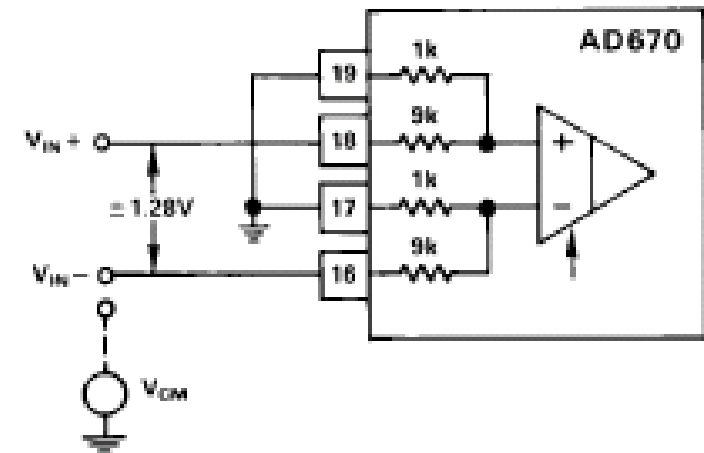 AD670
19
1k
VIN+
18
9k
+
±1.28V
17
1k
−
VIN−
16
9k
VCM